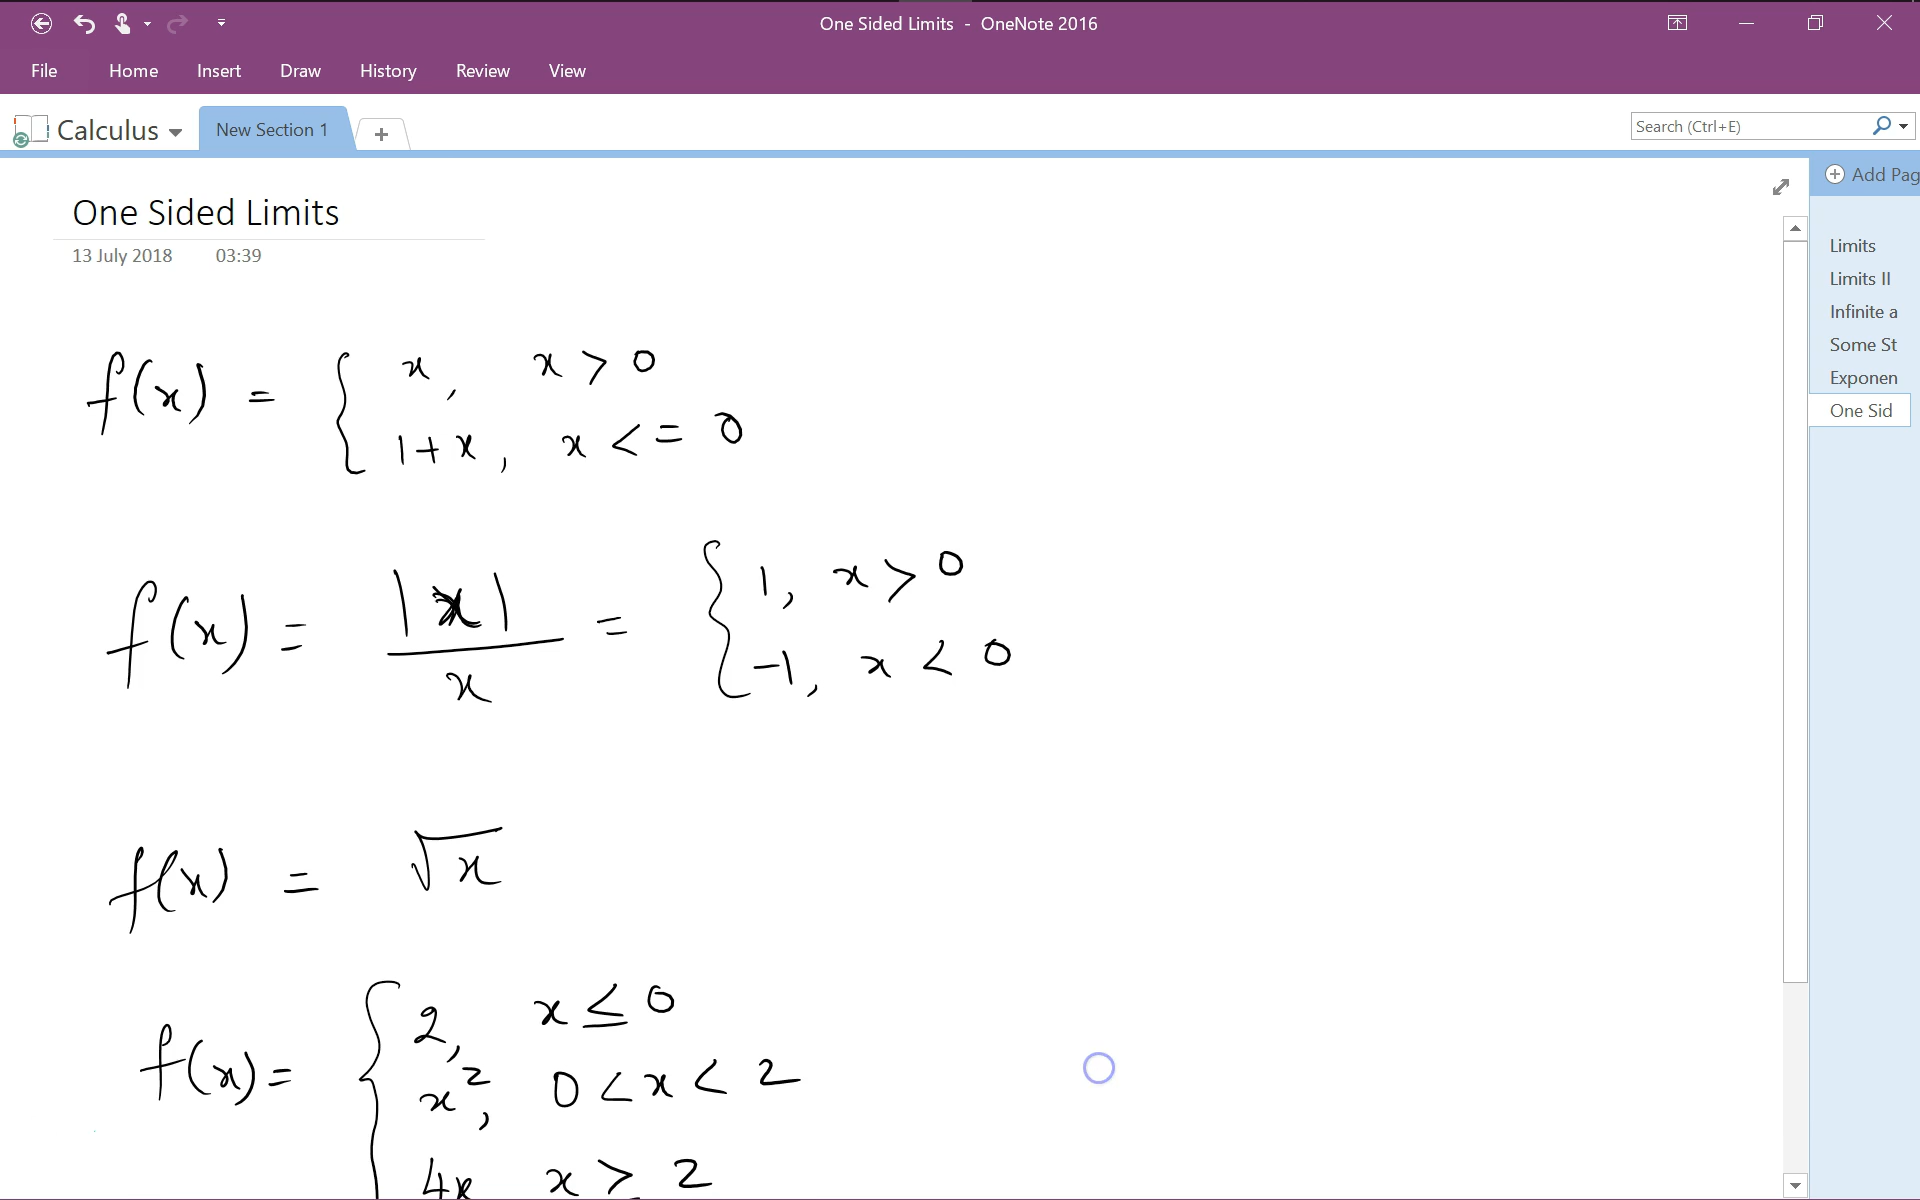 One Sided Limits - OneNote 2016
File Home Insert Draw History Review View
Calculus New Section 1 + Search (Ctrl+E)
Add Pag
One Sided Limits
13 July 2018 03:39
Limits
Limits II
Infinite a
Some St
Exponen
One Sid
f(x) = { x, x > 0
1+x, x <= 0
f(x) = |x| / x = { 1, x > 0
-1, x < 0
f(x) = √x
f(x) = { 2, x ≤ 0
x², 0 < x < 2
4x x ≥ 2